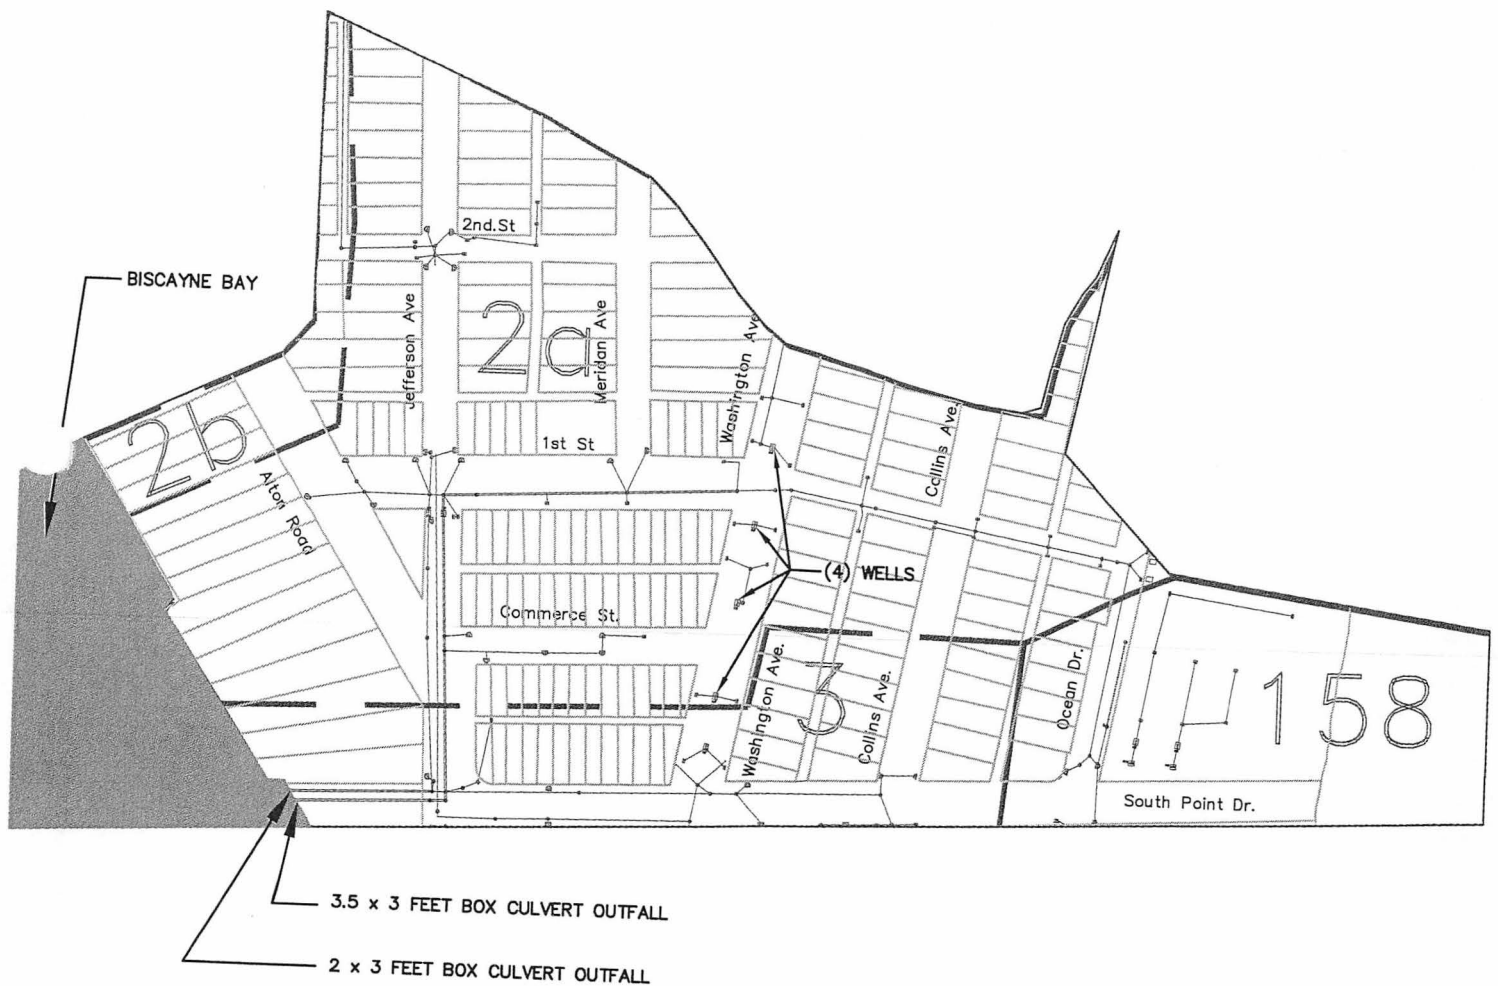 2nd.St
BISCAYNE BAY
Jefferson Ave
2a
Meridan Ave
Washington Ave
2b
Collins Ave.
1st St
Alton Road
(4) WELLS
Commerce St.
Washington Ave.
3
Collins Ave.
Ocean Dr.
158
South Point Dr.
3.5 x 3 FEET BOX CULVERT OUTFALL
2 x 3 FEET BOX CULVERT OUTFALL